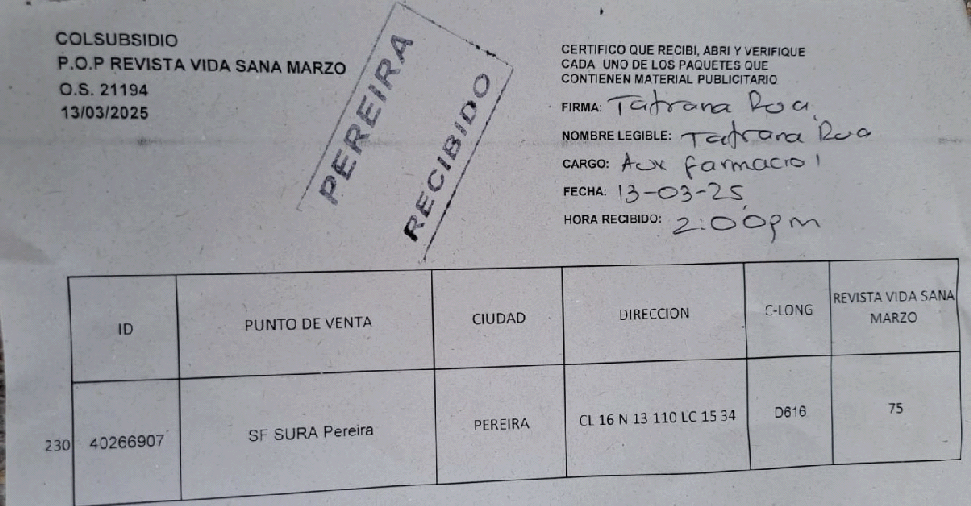 COLSUBSIDIO
P.O.P REVISTA VIDA SANA MARZO
O.S. 21194
13/03/2025
PEREIRA
RECIBIDO
CERTIFICO QUE RECIBI, ABRI Y VERIFIQUE
CADA UNO DE LOS PAQUETES QUE
CONTIENEN MATERIAL PUBLICITARIO
FIRMA: Tatiana Roa
NOMBRE LEGIBLE: Tatiana Roa
CARGO: Aux farmacial
FECHA: 13-03-25
HORA RECIBIDO: 2:00pm
ID PUNTO DE VENTA CIUDAD DIRECCION C-LONG REVISTA VIDA SANA
MARZO
230 40266907 SF SURA Pereira PEREIRA CL 16 N 13 110 LC 15 34 D616 75